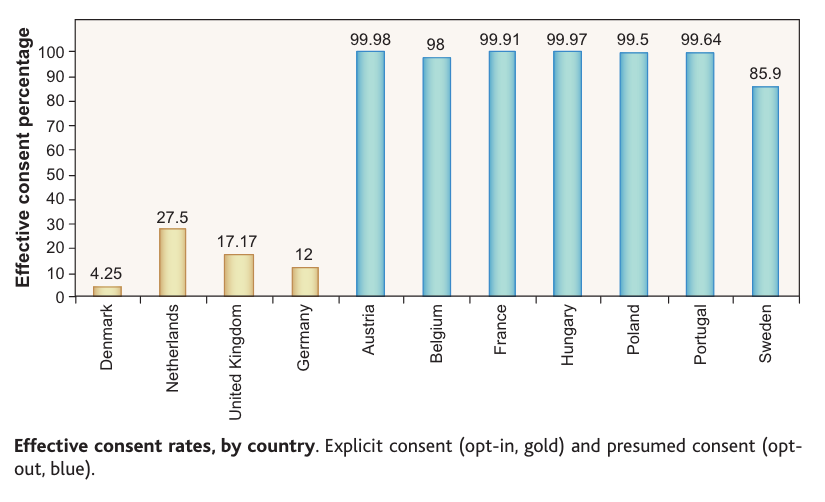 Effective consent percentage
100
90
80
70
60
50
40
30
20
10
0
4.25
27.5
17.17
12
99.98
98
99.91
99.97
99.5
99.64
85.9
Denmark
Netherlands
United Kingdom
Germany
Austria
Belgium
France
Hungary
Poland
Portugal
Sweden
Effective consent rates, by country. Explicit consent (opt-in, gold) and presumed consent (opt-
out, blue).